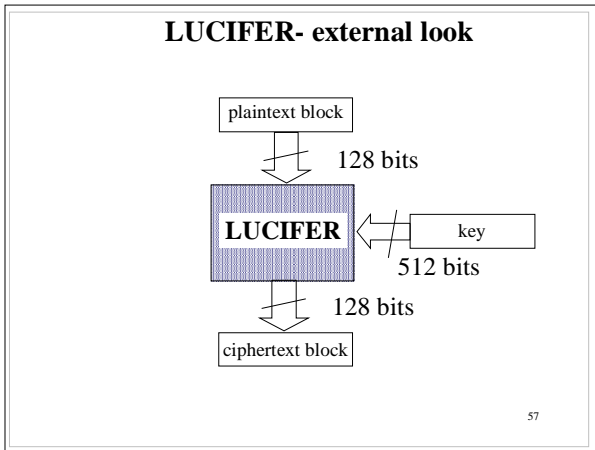 LUCIFER- external look
plaintext block
128 bits
LUCIFER
key
512 bits
128 bits
ciphertext block
57